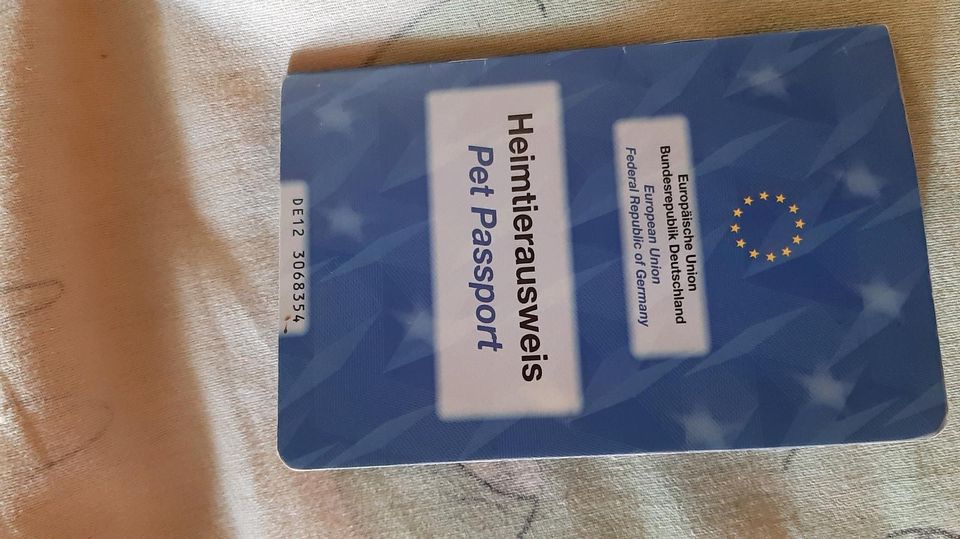 Europäische Union
Bundesrepublik Deutschland
European Union
Federal Republic of Germany
Heimtierausweis
Pet Passport
DE12 3068354